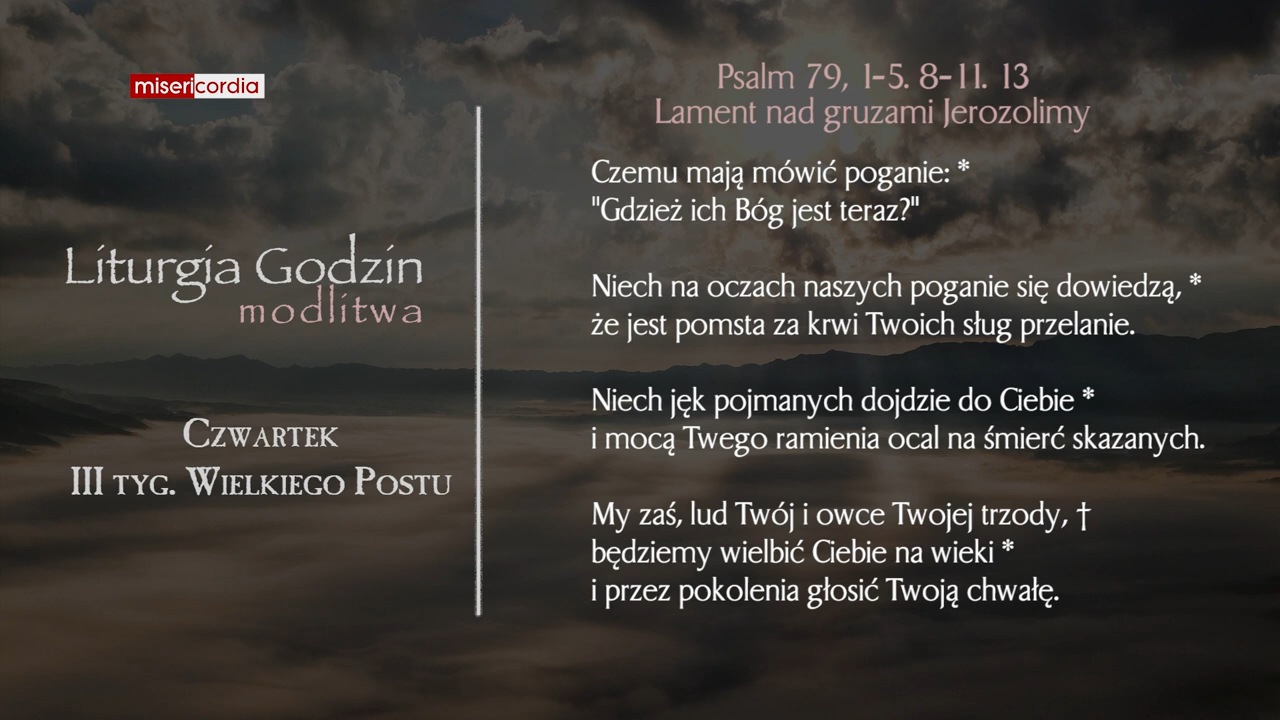 misericordia
Liturgia Godzin
modlitwa
Czwartek
III tyg. Wielkiego Postu
Psalm 79, 1-5. 8-11. 13
Lament nad gruzami Jerozolimy
Czemu mają mówić poganie: *
"Gdzież ich Bóg jest teraz?"
Niech na oczach naszych poganie się dowiedzą, *
że jest pomsta za krwi Twoich sług przelanie.
Niech jęk pojmanych dojdzie do Ciebie *
i mocą Twego ramienia ocal na śmierć skazanych.
My zaś, lud Twój i owce Twojej trzody, †
będziemy wielbić Ciebie na wieki *
i przez pokolenia głosić Twoją chwałę.